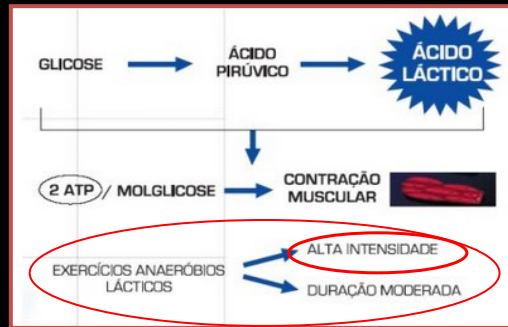 GLICOSE
ÁCIDO
PIRÚVICO
ÁCIDO
LÁCTICO
2 ATP / MOLGLICOSE
CONTRAÇÃO
MUSCULAR
EXERCÍCIOS ANAERÓBIOS
LÁCTICOS
ALTA INTENSIDADE
DURAÇÃO MODERADA